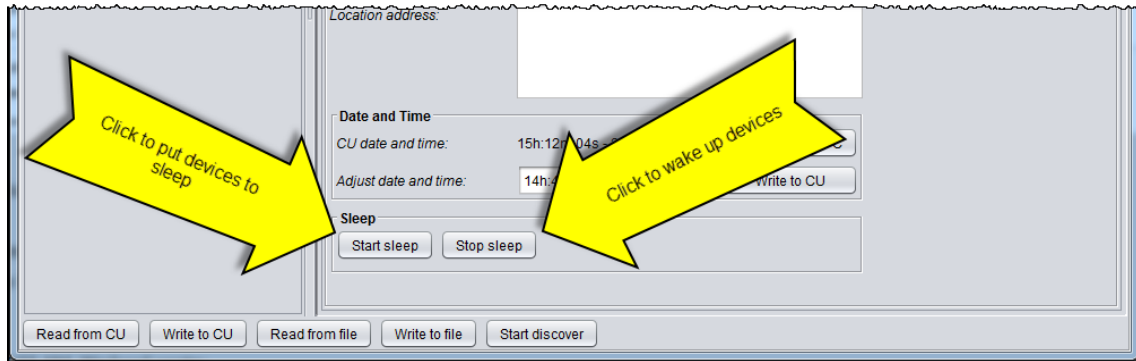 Location address:
Date and Time
CU date and time: 15h:12m:04s
Adjust date and time: 14h:4 Write to CU
Sleep
Start sleep Stop sleep
Click to put devices to
sleep
Click to wake up devices
Read from CU Write to CU Read from file Write to file Start discover